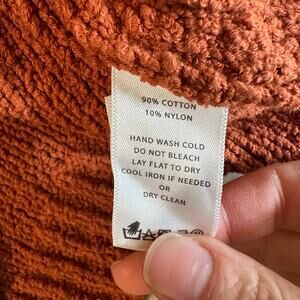 90% COTTON
10% NYLON
HAND WASH COLD
DO NOT BLEACH
LAY FLAT TO DRY
COOL IRON IF NEEDED
OR
DRY CLEAN